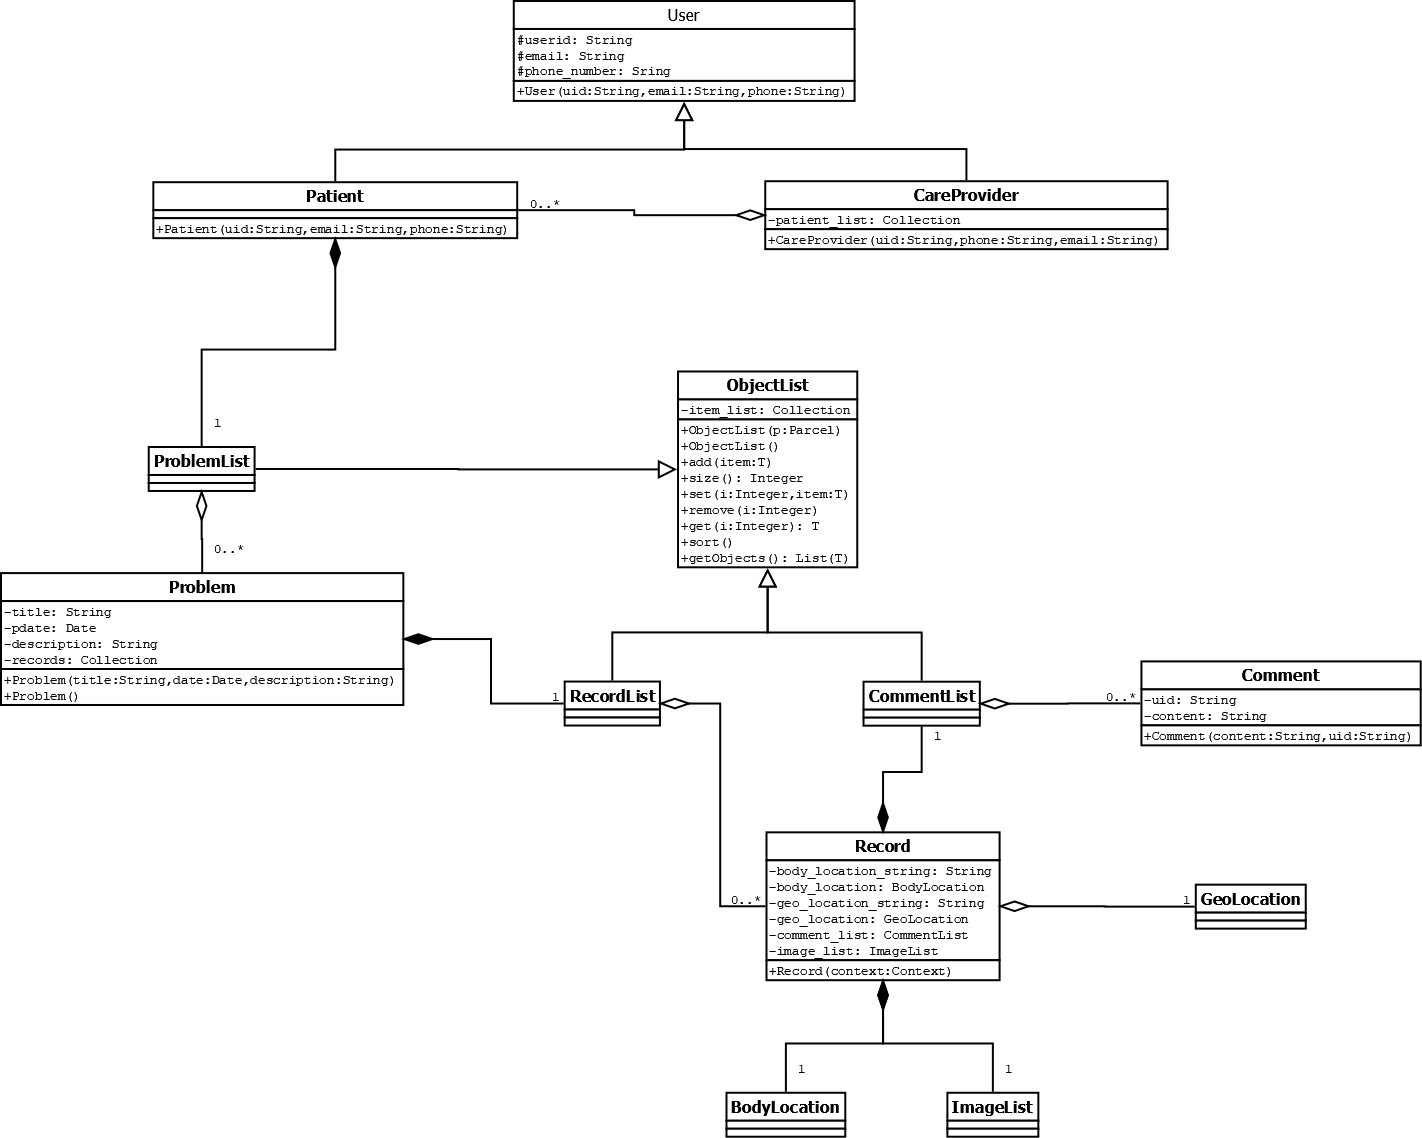 User
#userid: String
#email: String
#phone_number: Sring
+User(uid:String,email:String,phone:String)
Patient
+Patient(uid:String,email:String,phone:String)
0..*
CareProvider
-patient_list: Collection
+CareProvider(uid:String,phone:String,email:String)
1
ProblemList
0..*
ObjectList
-item_list: Collection
+ObjectList(p:Parcel)
+ObjectList()
+add(item:T)
+size(): Integer
+set(i:Integer,item:T)
+remove(i:Integer)
+get(i:Integer): T
+sort()
+getObjects(): List(T)
Problem
-title: String
-pdate: Date
-description: String
-records: Collection
+Problem(title:String,date:Date,description:String)
+Problem()
1
RecordList
CommentList
0..*
1
Comment
-uid: String
-content: String
+Comment(content:String,uid:String)
0..*
Record
-body_location_string: String
-body_location: BodyLocation
-geo_location_string: String
-geo_location: GeoLocation
-comment_list: CommentList
-image_list: ImageList
+Record(context:Context)
1
GeoLocation
1
1
BodyLocation
ImageList